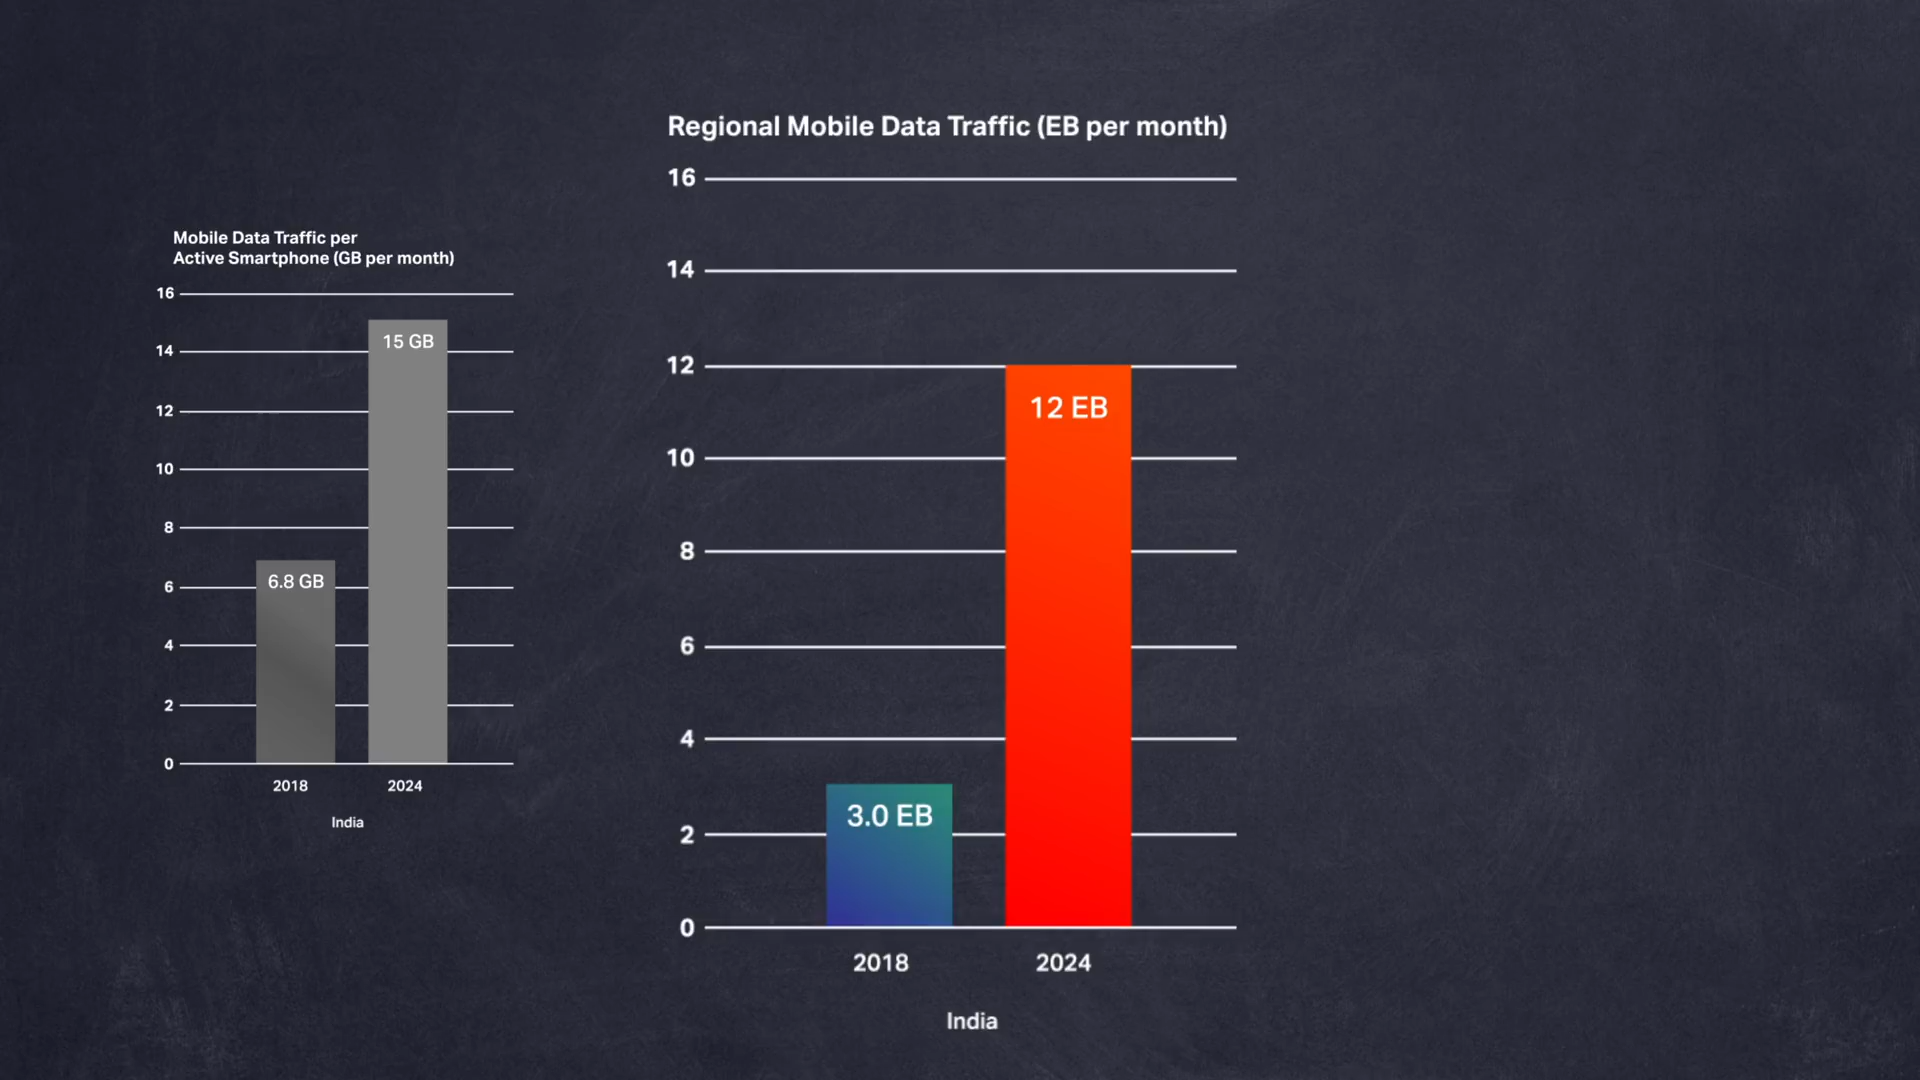 Mobile Data Traffic per
Active Smartphone (GB per month)
16
14
12
10
8
6
4
2
0
15 GB
6.8 GB
2018 2024
India
Regional Mobile Data Traffic (EB per month)
16
14
12
10
8
6
4
2
0
12 EB
3.0 EB
2018 2024
India